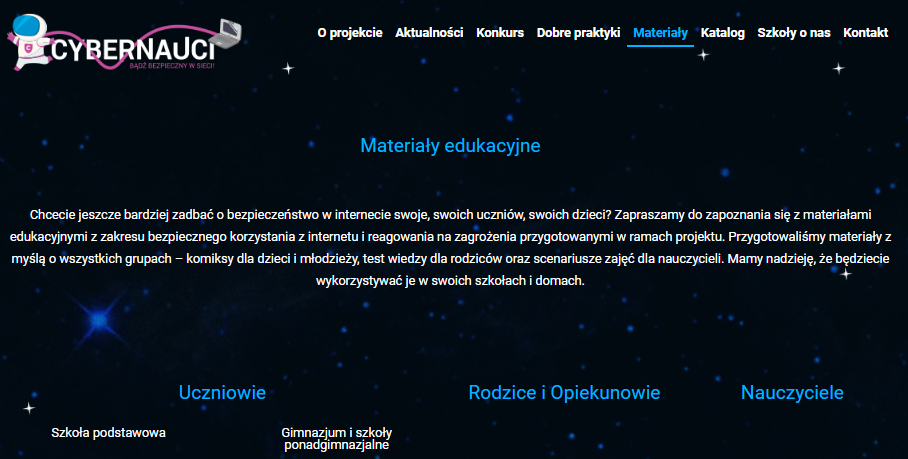 CYBERNAUCI
BĄDŹ BEZPIECZNY W SIECI!
O projekcie Aktualności Konkurs Dobre praktyki Materiały Katalog Szkoły o nas Kontakt
Materiały edukacyjne
Chcecie jeszcze bardziej zadbać o bezpieczeństwo w internecie swoje, swoich uczniów, swoich dzieci? Zapraszamy do zapoznania się z materiałami
edukacyjnymi z zakresu bezpiecznego korzystania z internetu i reagowania na zagrożenia przygotowanymi w ramach projektu. Przygotowaliśmy materiały z
myślą o wszystkich grupach – komiksy dla dzieci i młodzieży, test wiedzy dla rodziców oraz scenariusze zajęć dla nauczycieli. Mamy nadzieję, że będziecie
wykorzystywać je w swoich szkołach i domach.
Uczniowie Rodzice i Opiekunowie Nauczyciele
Szkoła podstawowa Gimnazjum i szkoły
ponadgimnazjalne